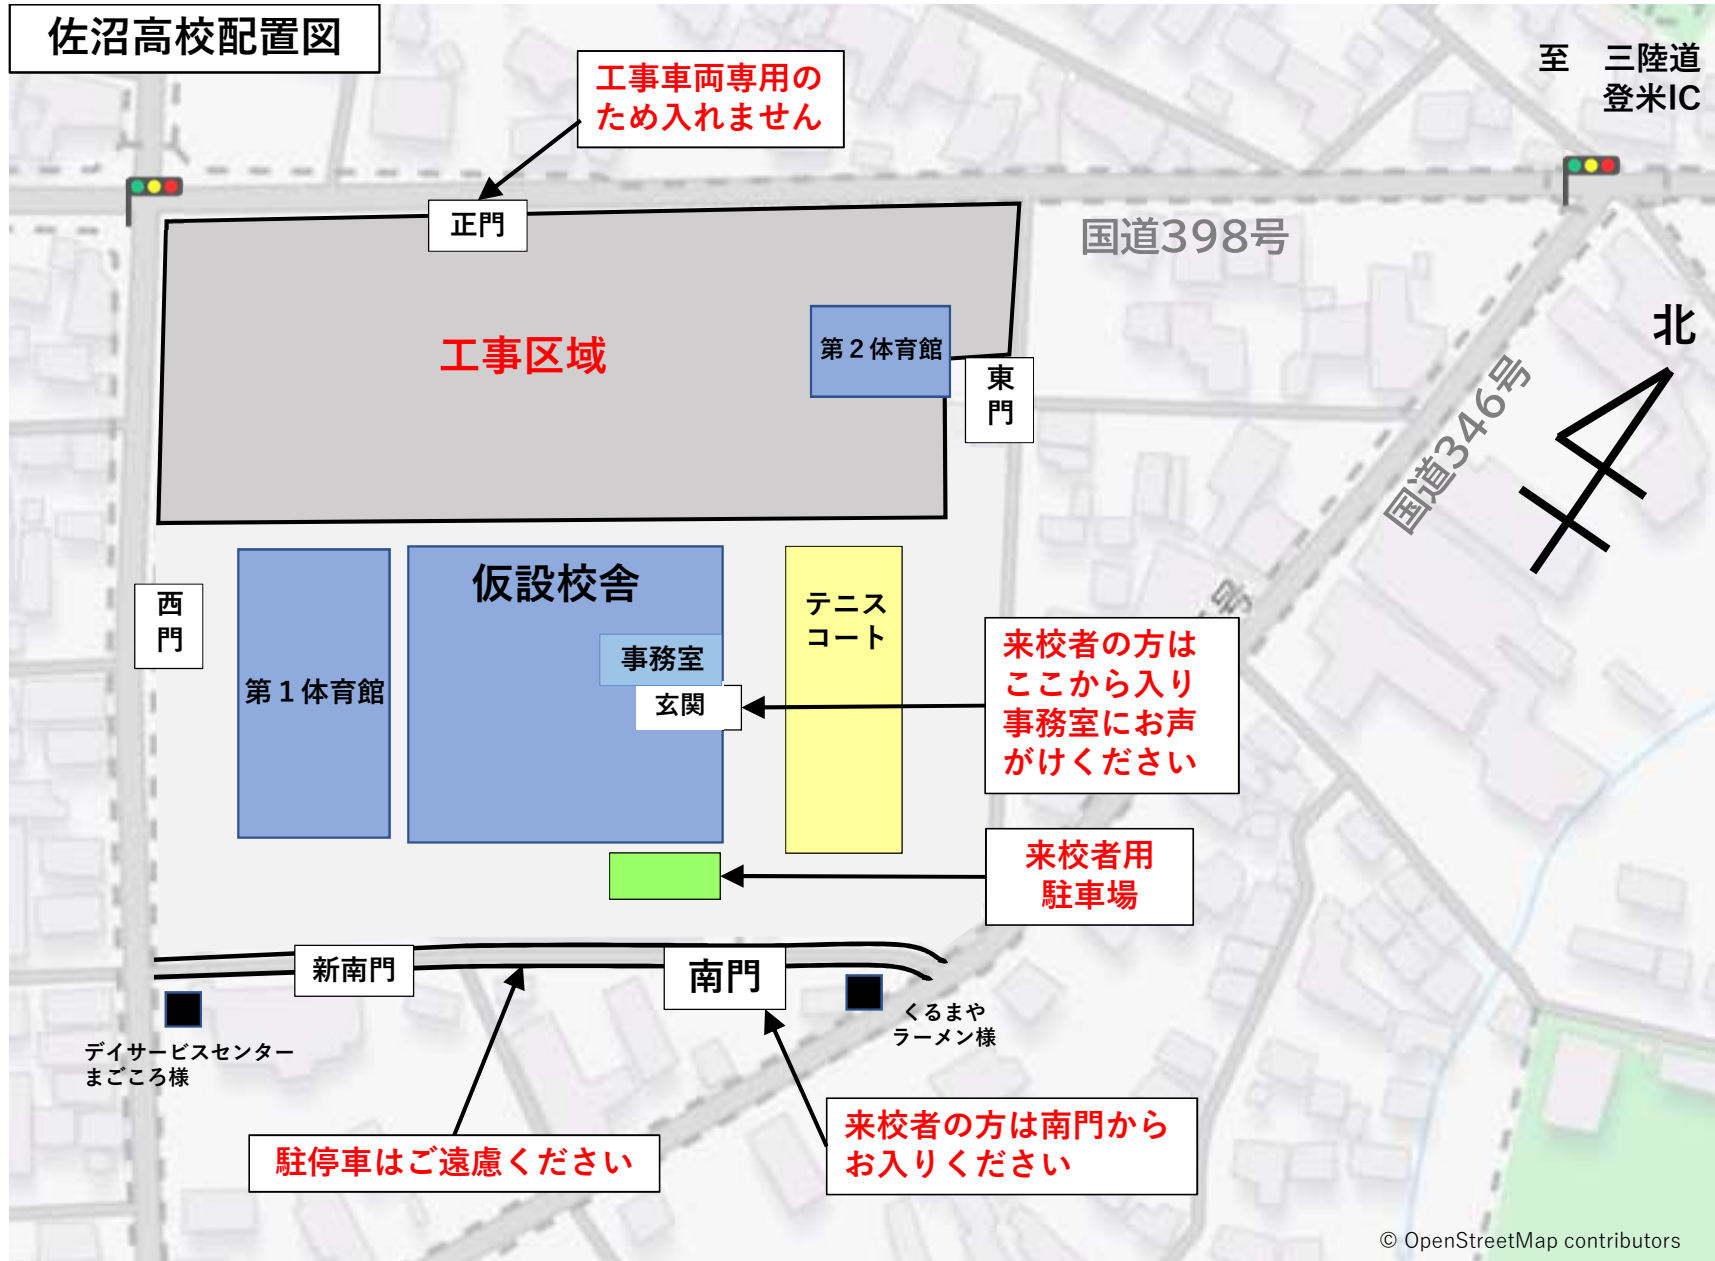 佐沼高校配置図
至　三陸道
登米IC
工事車両専用の
ため入れません
正門
国道398号
北
工事区域
第２体育館
東
門
国道346号
号
西
門
仮設校舎
テニス
コート
事務室
玄関
第１体育館
来校者の方は
ここから入り
事務室にお声
がけください
来校者用
駐車場
新南門
南門
くるまや
ラーメン様
デイサービスセンター
まごころ様
駐停車はご遠慮ください
来校者の方は南門から
お入りください
© OpenStreetMap contributors